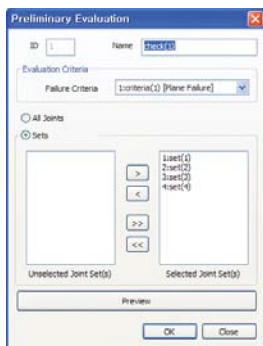 Preliminary Evaluation
ID 1 Name check(1)
Evaluation Criteria
Failure Criteria 1:criteria(1) [Plane Failure]
All Joints
Sets
1:set(1)
2:set(2)
3:set(3)
4:set(4)
>
<
>>
<<
Unselected Joint Set(s) Selected Joint Set(s)
Preview
OK Close